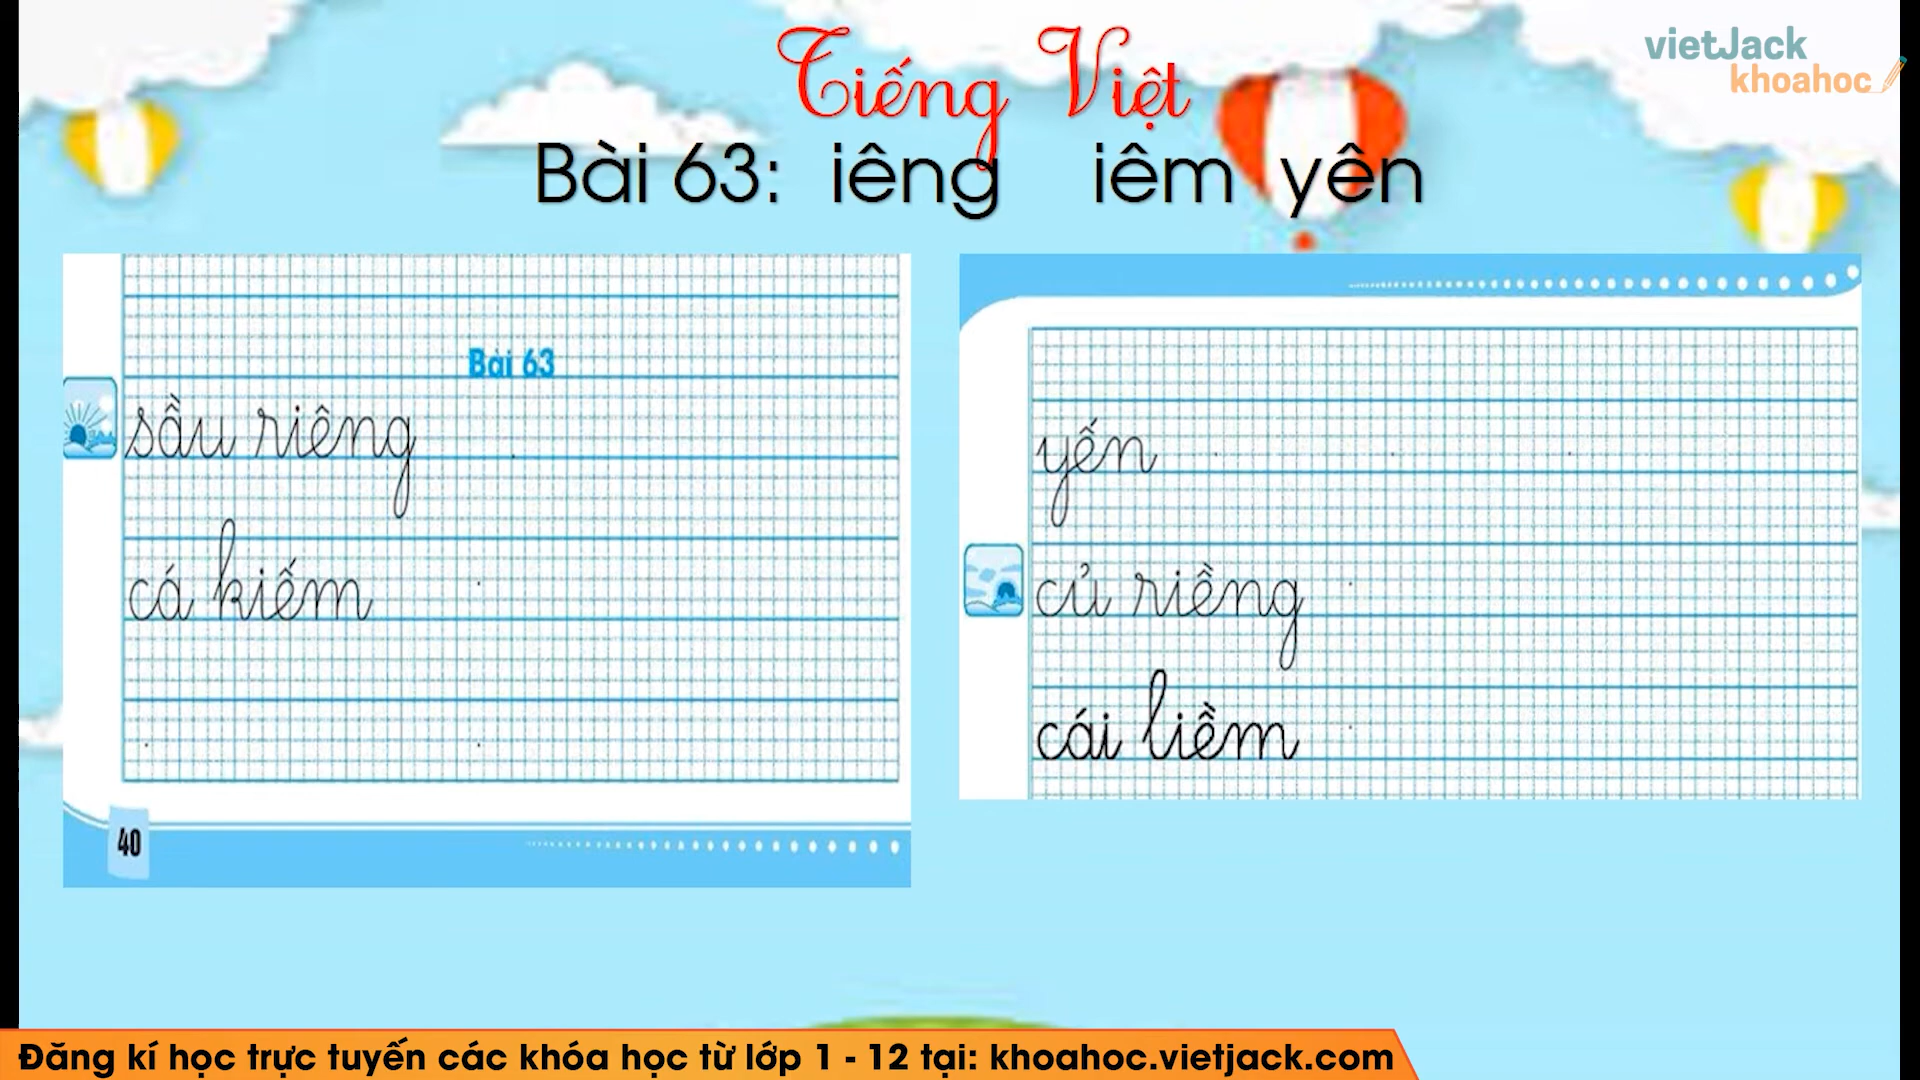 vietJack
khoahoc
Tiếng Việt
Bài 63: iêng iêm yên
Bài 63
sầu riêng
cá kiếm
40
yến
củ riềng
cái liềm
Đăng kí học trực tuyến các khóa học từ lớp 1 - 12 tại: khoahoc.vietjack.com